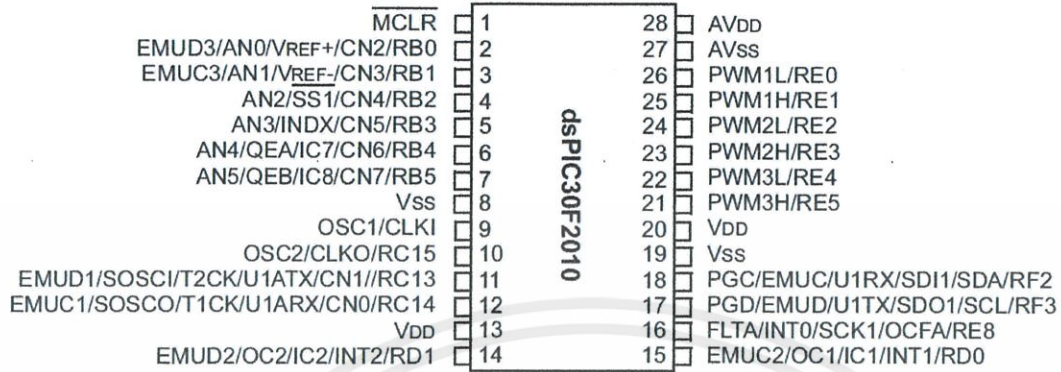 MCLR 1 28 AVDD
EMUD3/AN0/VREF+/CN2/RB0 2 27 AVSS
EMUC3/AN1/VREF-/CN3/RB1 3 26 PWM1L/RE0
AN2/SS1/CN4/RB2 4 25 PWM1H/RE1
AN3/INDX/CN5/RB3 5 24 PWM2L/RE2
AN4/QEA/IC7/CN6/RB4 6 23 PWM2H/RE3
AN5/QEB/IC8/CN7/RB5 7 22 PWM3L/RE4
VSS 8 21 PWM3H/RE5
OSC1/CLKI 9 20 VDD
OSC2/CLKO/RC15 10 19 VSS
EMUD1/SOSCI/T2CK/U1ATX/CN1//RC13 11 18 PGC/EMUC/U1RX/SDI1/SDA/RF2
EMUC1/SOSCO/T1CK/U1ARX/CN0/RC14 12 17 PGD/EMUD/U1TX/SDO1/SCL/RF3
VDD 13 16 FLTA/INT0/SCK1/OCFA/RE8
EMUD2/OC2/IC2/INT2/RD1 14 15 EMUC2/OC1/IC1/INT1/RD0
dsPIC30F2010